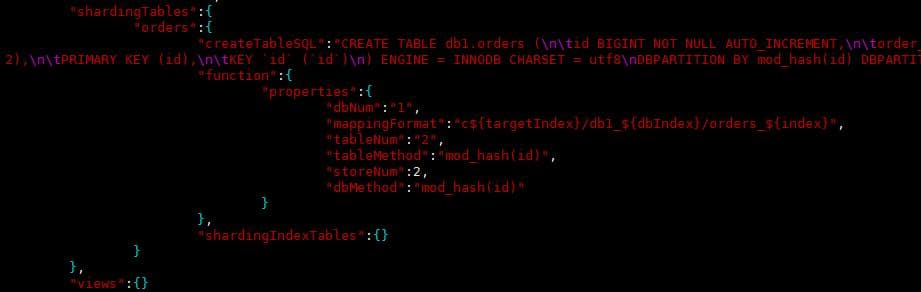 "shardingTables":{
"orders":{
"createTableSQL":"CREATE TABLE db1.orders (\n\tid BIGINT NOT NULL AUTO_INCREMENT,\n\torder_
2),\n\tPRIMARY KEY (id),\n\tKEY `id` (`id`)\n) ENGINE = INNODB CHARSET = utf8\nDBPARTITION BY mod_hash(id) DBPARTI
"function":{
"properties":{
"dbNum":"1",
"mappingFormat":"c${targetIndex}/db1_${dbIndex}/orders_${index}",
"tableNum":"2",
"tableMethod":"mod_hash(id)",
"storeNum":2,
"dbMethod":"mod_hash(id)"
}
},
"shardingIndexTables":{}
}
},
"views":{}